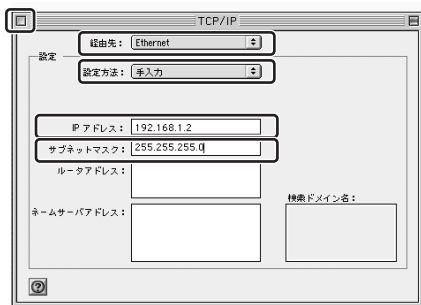 TCP/IP
経由先： Ethernet
設定
設定方法： 手入力
IP アドレス： 192.168.1.2
サブネットマスク： 255.255.255.0
ルータアドレス：
検索ドメイン名：
ネームサーバアドレス：
?